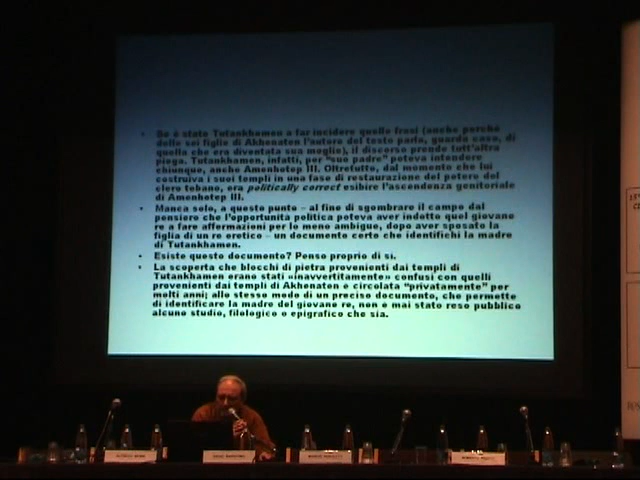 • Se è stato Tutankhamen a far incidere quelle frasi (anche perché
delle sei figlie di Akhenaten l'autore del testo parla, guarda caso, di
quella che era diventata sua moglie), il discorso prende tutt'altra
piega. Tutankhamen, infatti, per "suo padre" poteva intendere
chiunque, anche Amenhotep III. Oltretutto, dal momento che lui
costruiva i suoi templi in una fase di restaurazione del potere del
clero tebano, era politically correct esibire l'ascendenza genitoriale
di Amenhotep III.
• Manca solo, a questo punto – al fine di sgombrare il campo dal
pensiero che l'opportunità politica poteva aver indotto quel giovane
re a fare affermazioni per lo meno ambigue, dopo aver sposato la
figlia di un re eretico – un documento certo che identifichi la madre
di Tutankhamen.
• Esiste questo documento? Penso proprio di si.
• La scoperta che blocchi di pietra provenienti dai templi di
Tutankhamen erano stati «inavvertitamente» confusi con quelli
provenienti dai templi di Akhenaten è circolata "privatamente" per
molti anni; allo stesso modo di un preciso documento, che permette
di identificare la madre del giovane re, non è mai stato reso pubblico
alcuno studio, filologico o epigrafico che sia.